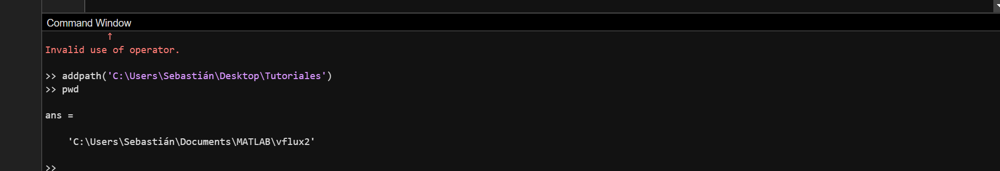 Command Window
↑
Invalid use of operator.
>> addpath('C:\Users\Sebastián\Desktop\Tutoriales')
>> pwd
ans =
'C:\Users\Sebastián\Documents\MATLAB\vflux2'
>>